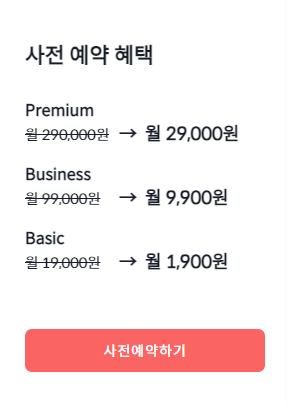 사전 예약 혜택
Premium
월 290,000원 → 월 29,000원
Business
월 99,000원 → 월 9,900원
Basic
월 19,000원 → 월 1,900원
사전예약하기